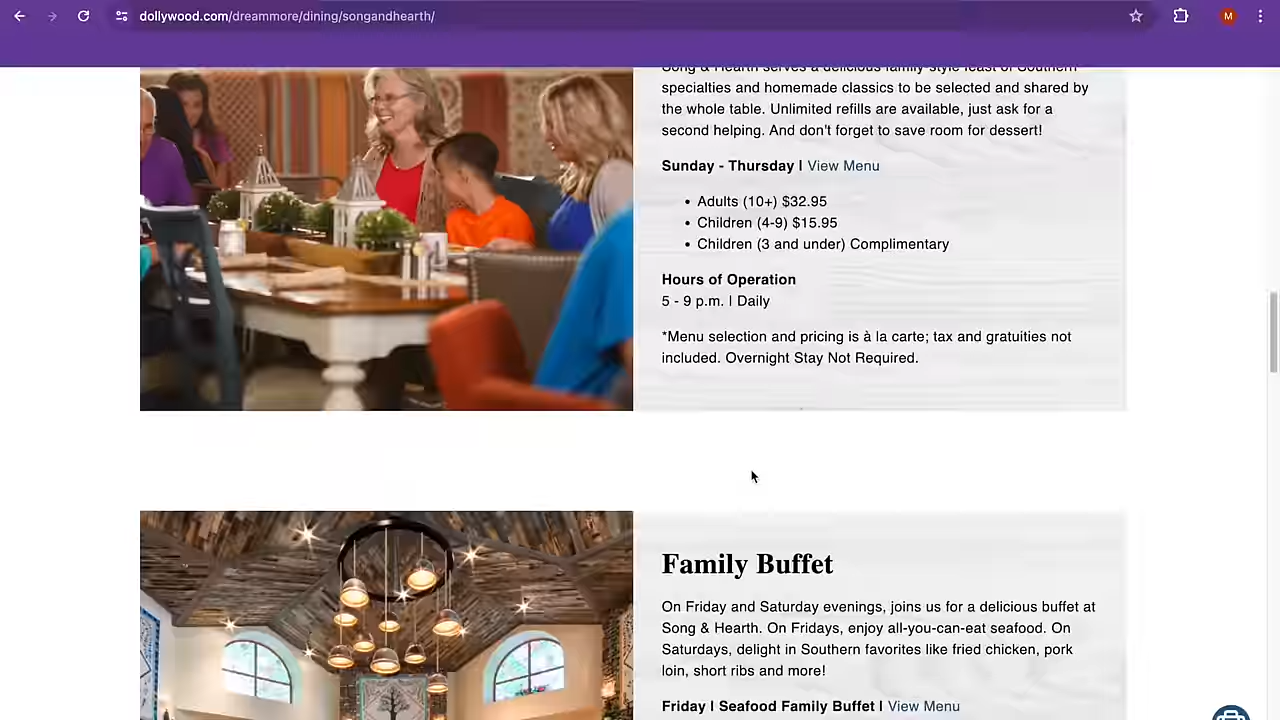 dollywood.com/dreammore/dining/songandhearth/
M
Song & Hearth serves a delicious family-style feast of Southern
specialties and homemade classics to be selected and shared by
the whole table. Unlimited refills are available, just ask for a
second helping. And don't forget to save room for dessert!
Sunday - Thursday | View Menu
• Adults (10+) $32.95
• Children (4-9) $15.95
• Children (3 and under) Complimentary
Hours of Operation
5 - 9 p.m. | Daily
*Menu selection and pricing is à la carte; tax and gratuities not
included. Overnight Stay Not Required.
Family Buffet
On Friday and Saturday evenings, joins us for a delicious buffet at
Song & Hearth. On Fridays, enjoy all-you-can-eat seafood. On
Saturdays, delight in Southern favorites like fried chicken, pork
loin, short ribs and more!
Friday | Seafood Family Buffet | View Menu